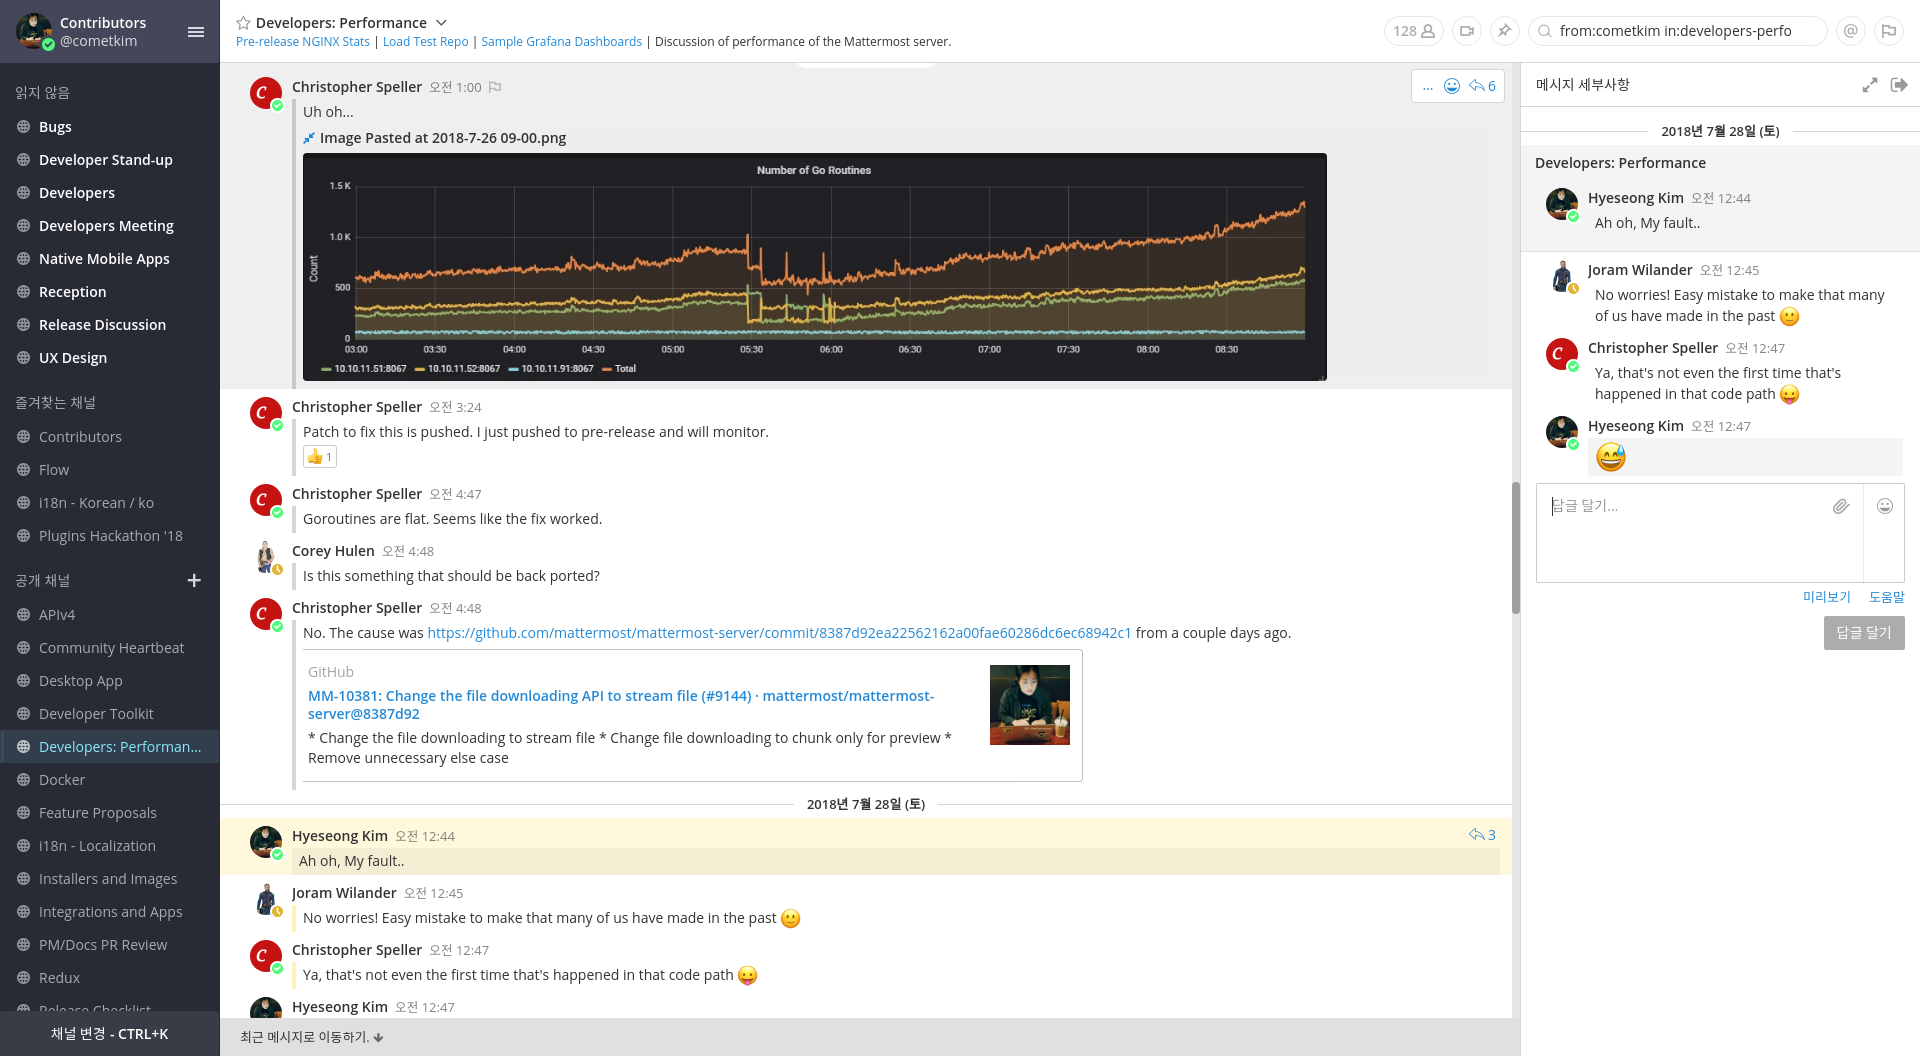 Contributors
@cometkim
읽지 않음
Bugs
Developer Stand-up
Developers
Developers Meeting
Native Mobile Apps
Reception
Release Discussion
UX Design
즐겨찾는 채널
Contributors
Flow
i18n - Korean / ko
Plugins Hackathon '18
공개 채널 +
APIv4
Community Heartbeat
Desktop App
Developer Toolkit
Developers: Performan...
Docker
Feature Proposals
i18n - Localization
Installers and Images
Integrations and Apps
PM/Docs PR Review
Redux
Release Checklist
채널 변경 - CTRL+K
Developers: Performance
Pre-release NGINX Stats | Load Test Repo | Sample Grafana Dashboards | Discussion of performance of the Mattermost server.
128
from:cometkim in:developers-perfo
@
Christopher Speller 오전 1:00
... 6
Uh oh...
Image Pasted at 2018-7-26 09-00.png
Number of Go Routines
1.5 K
1.0 K
500
0
Count
03:00 03:30 04:00 04:30 05:00 05:30 06:00 06:30 07:00 07:30 08:00 08:30
10.10.11.51:8067 10.10.11.52:8067 10.10.11.91:8067 Total
Christopher Speller 오전 3:24
Patch to fix this is pushed. I just pushed to pre-release and will monitor.
1
Christopher Speller 오전 4:47
Goroutines are flat. Seems like the fix worked.
Corey Hulen 오전 4:48
Is this something that should be back ported?
Christopher Speller 오전 4:48
No. The cause was https://github.com/mattermost/mattermost-server/commit/8387d92ea22562162a00fae60286dc6ec68942c1 from a couple days ago.
GitHub
MM-10381: Change the file downloading API to stream file (#9144) · mattermost/mattermost-
server@8387d92
* Change the file downloading to stream file * Change file downloading to chunk only for preview *
Remove unnecessary else case
2018년 7월 28일 (토)
Hyeseong Kim 오전 12:44
3
Ah oh, My fault..
Joram Wilander 오전 12:45
No worries! Easy mistake to make that many of us have made in the past
Christopher Speller 오전 12:47
Ya, that's not even the first time that's happened in that code path
Hyeseong Kim 오전 12:47
최근 메시지로 이동하기.
메시지 세부사항
2018년 7월 28일 (토)
Developers: Performance
Hyeseong Kim 오전 12:44
Ah oh, My fault..
Joram Wilander 오전 12:45
No worries! Easy mistake to make that many
of us have made in the past
Christopher Speller 오전 12:47
Ya, that's not even the first time that's
happened in that code path
Hyeseong Kim 오전 12:47
답글 달기...
미리보기 도움말
답글 달기